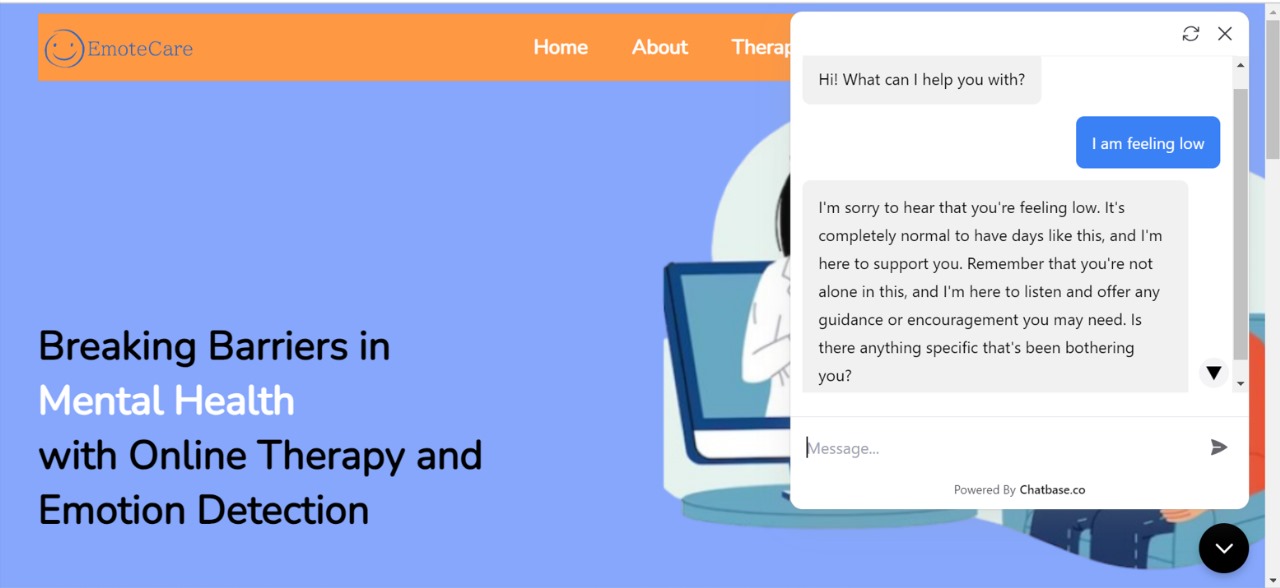 EmoteCare
Home About Therap
Breaking Barriers in
Mental Health
with Online Therapy and
Emotion Detection
Hi! What can I help you with?
I am feeling low
I'm sorry to hear that you're feeling low. It's
completely normal to have days like this, and I'm
here to support you. Remember that you're not
alone in this, and I'm here to listen and offer any
guidance or encouragement you may need. Is
there anything specific that's been bothering
you?
Message...
Powered By Chatbase.co